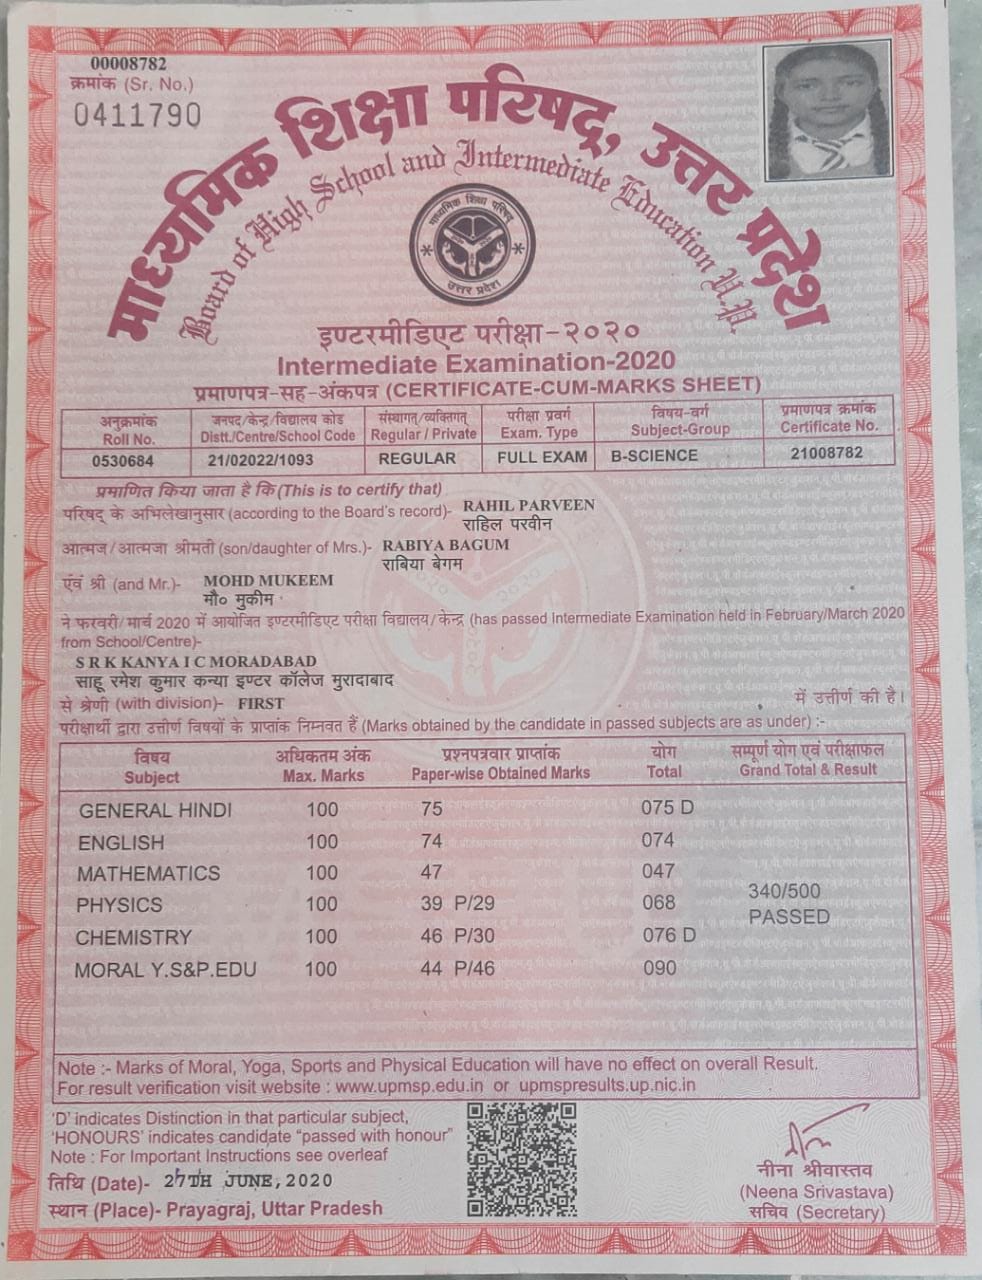 00008782
क्रमांक (Sr. No.)
0411790
माध्यमिक शिक्षा परिषद्, उत्तर प्रदेश
Board of High School and Intermediate Education U.P.
माध्यमिक शिक्षा परिषद्
उत्तर प्रदेश
इण्टरमीडिएट परीक्षा-२०२०
Intermediate Examination-2020
प्रमाणपत्र-सह-अंकपत्र (CERTIFICATE-CUM-MARKS SHEET)
अनुक्रमांक जनपद/केन्द्र/विद्यालय कोड संस्थागत्/व्यक्तिगत् परीक्षा प्रवर्ग विषय-वर्ग प्रमाणपत्र क्रमांक
Roll No. Distt./Centre/School Code Regular / Private Exam. Type Subject-Group Certificate No.
0530684 21/02022/1093 REGULAR FULL EXAM B-SCIENCE 21008782
प्रमाणित किया जाता है कि (This is to certify that)
परिषद् के अभिलेखानुसार (according to the Board's record)- RAHIL PARVEEN
राहिल परवीन
आत्मज/आत्मजा श्रीमती (son/daughter of Mrs.)- RABIYA BAGUM
राबिया बेगम
एंवं श्री (and Mr.)- MOHD MUKEEM
मौ० मुकीम
ने फरवरी/मार्च 2020 में आयोजित इण्टरमीडिएट परीक्षा विद्यालय/केन्द्र (has passed Intermediate Examination held in February/March 2020
from School/Centre)-
S R K KANYA I C MORADABAD
साहू रमेश कुमार कन्या इण्टर कॉलेज मुरादाबाद
से श्रेणी (with division)- FIRST में उत्तीर्ण की है।
परीक्षार्थी द्वारा उत्तीर्ण विषयों के प्राप्तांक निम्नवत हैं (Marks obtained by the candidate in passed subjects are as under) :-
विषय अधिकतम अंक प्रश्नपत्रवार प्राप्तांक योग सम्पूर्ण योग एवं परीक्षाफल
Subject Max. Marks Paper-wise Obtained Marks Total Grand Total & Result
GENERAL HINDI 100 75 075 D
ENGLISH 100 74 074
MATHEMATICS 100 47 047
340/500
PHYSICS 100 39 P/29 068
PASSED
CHEMISTRY 100 46 P/30 076 D
MORAL Y.S&P.EDU 100 44 P/46 090
Note :- Marks of Moral, Yoga, Sports and Physical Education will have no effect on overall Result.
For result verification visit website : www.upmsp.edu.in or upmspresults.up.nic.in
'D' indicates Distinction in that particular subject,
'HONOURS' indicates candidate "passed with honour"
Note : For Important Instructions see overleaf
तिथि (Date)- 27TH JUNE, 2020
स्थान (Place)- Prayagraj, Uttar Pradesh
नीना श्रीवास्तव
(Neena Srivastava)
सचिव (Secretary)